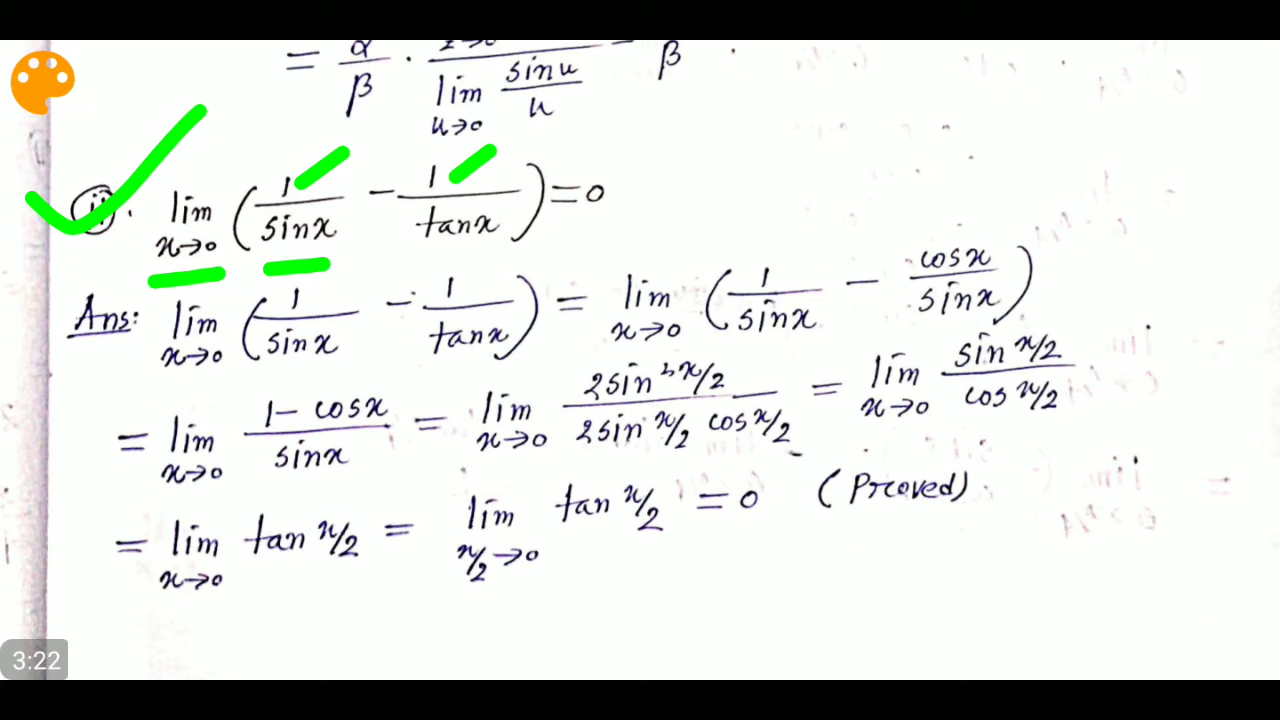 = α/β . lim sinu/u = β
u→0
(ii). lim x→0 (1/sinx - 1/tanx) = 0
Ans: lim x→0 (1/sinx - 1/tanx) = lim x→0 (1/sinx - cosx/sinx)
= lim x→0 1-cosx/sinx = lim x→0 2sin²x/2 / 2sin x/2 cos x/2 = lim x→0 sin x/2 / cos x/2
= lim x→0 tan x/2 = lim x/2→0 tan x/2 = 0 (Proved)
3:22